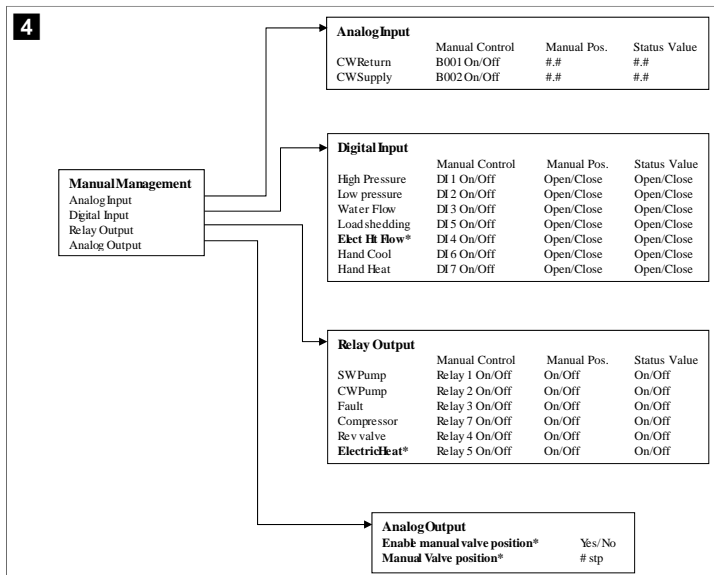 4
Manual Management
Analog Input
Digital Input
Relay Output
Analog Output
Analog Input
Manual Control Manual Pos. Status Value
CWReturn B001 On/Off #.# #.#
CWSupply B002 On/Off #.# #.#
Digital Input
Manual Control Manual Pos. Status Value
High Pressure DI 1 On/Off Open/Close Open/Close
Low pressure DI 2 On/Off Open/Close Open/Close
Water Flow DI 3 On/Off Open/Close Open/Close
Load shedding DI 5 On/Off Open/Close Open/Close
Elect Ht Flow* DI 4 On/Off Open/Close Open/Close
Hand Cool DI 6 On/Off Open/Close Open/Close
Hand Heat DI 7 On/Off Open/Close Open/Close
Relay Output
Manual Control Manual Pos. Status Value
SWPump Relay 1 On/Off On/Off On/Off
CWPump Relay 2 On/Off On/Off On/Off
Fault Relay 3 On/Off On/Off On/Off
Compressor Relay 7 On/Off On/Off On/Off
Rev valve Relay 4 On/Off On/Off On/Off
ElectricHeat* Relay 5 On/Off On/Off On/Off
Analog Output
Enable manual valve position* Yes/No
Manual Valve position* # stp